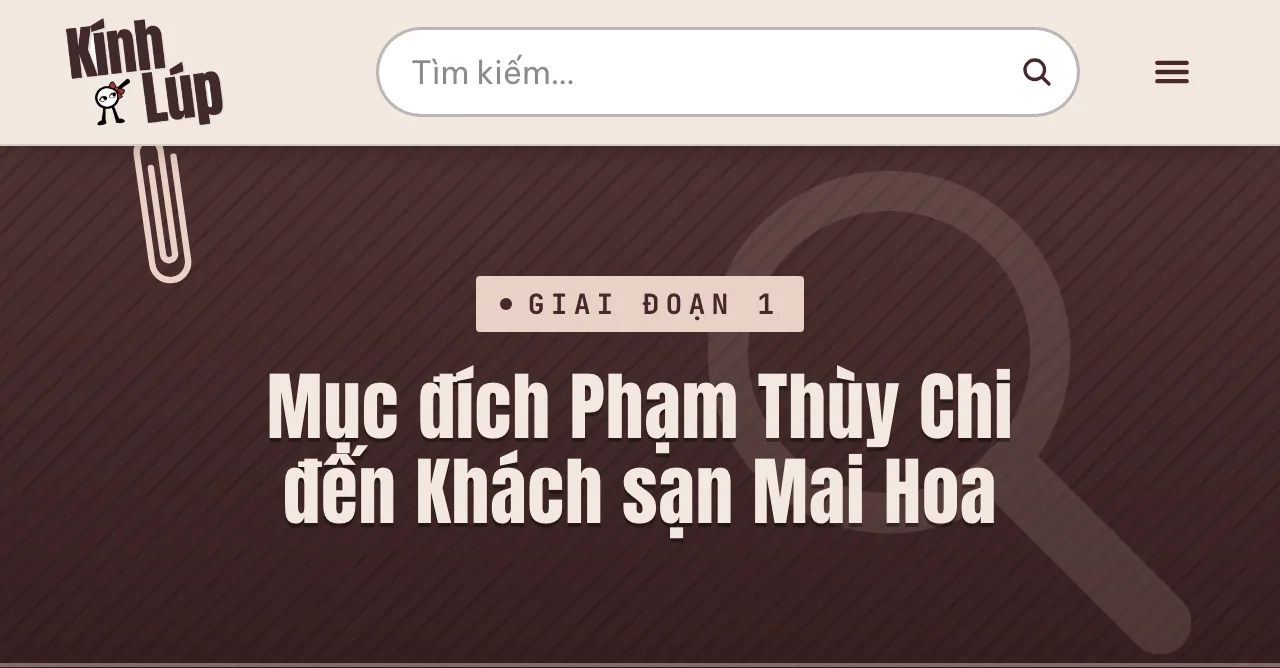 Kính
Lúp
Tìm kiếm...
GIAI ĐOẠN 1
Mục đích Phạm Thùy Chi
đến Khách sạn Mai Hoa